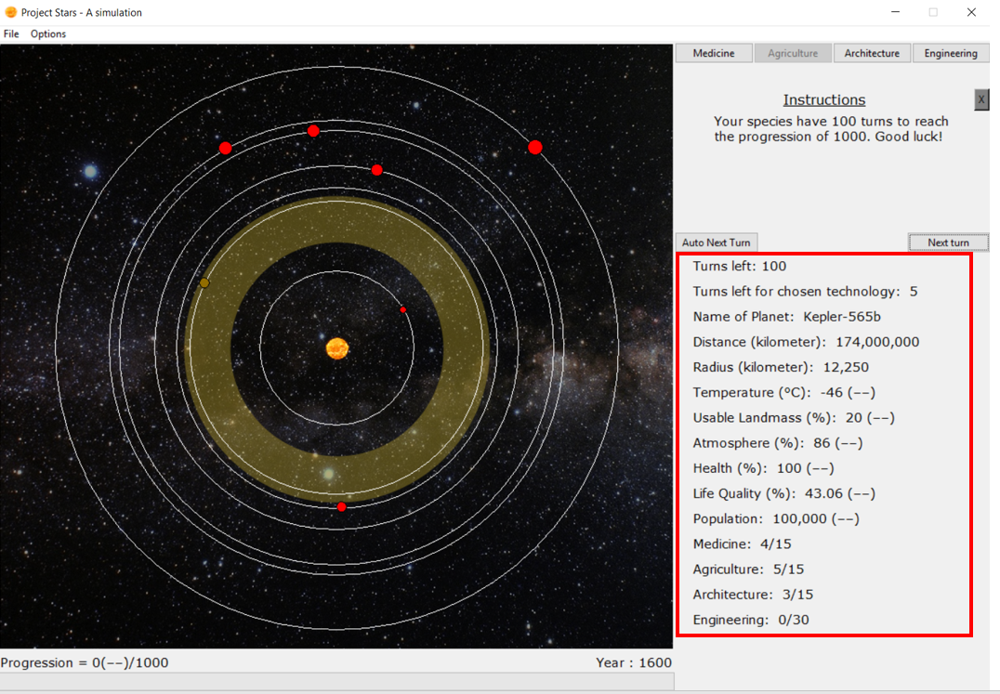 Project Stars - A simulation
File Options
Medicine Agriculture Architecture Engineering
Instructions
X
Your species have 100 turns to reach
the progression of 1000. Good luck!
Auto Next Turn Next turn
Turns left: 100
Turns left for chosen technology: 5
Name of Planet: Kepler-565b
Distance (kilometer): 174,000,000
Radius (kilometer): 12,250
Temperature (ºC): -46 (--)
Usable Landmass (%): 20 (--)
Atmosphere (%): 86 (--)
Health (%): 100 (--)
Life Quality (%): 43.06 (--)
Population: 100,000 (--)
Medicine: 4/15
Agriculture: 5/15
Architecture: 3/15
Engineering: 0/30
Progression = 0(--)/1000 Year : 1600